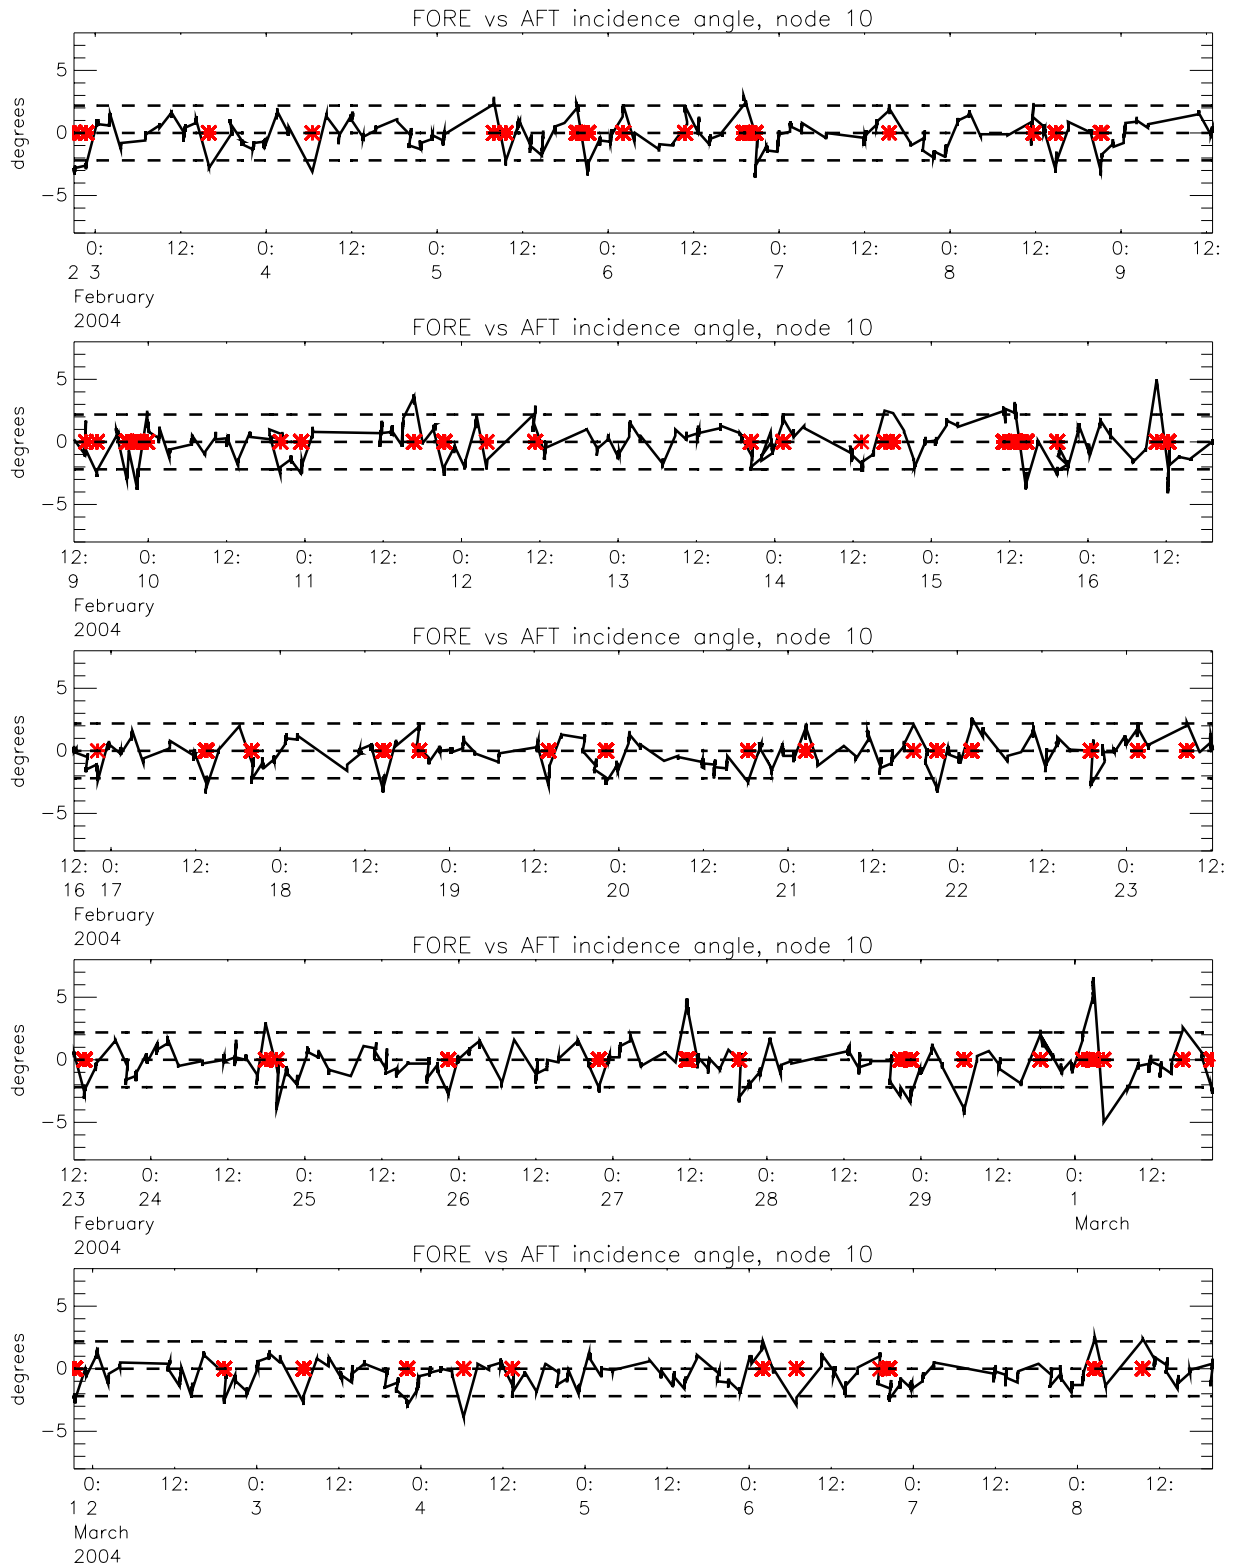 FORE vs AFT incidence angle, node 10
5
0
−5
degrees
0: 12: 0: 12: 0: 12: 0: 12: 0: 12: 0: 12: 0: 12:
2 3 4 5 6 7 8 9
February
2004
FORE vs AFT incidence angle, node 10
5
0
−5
degrees
12: 0: 12: 0: 12: 0: 12: 0: 12: 0: 12: 0: 12: 0: 12:
9 10 11 12 13 14 15 16
February
2004
FORE vs AFT incidence angle, node 10
5
0
−5
degrees
12: 0: 12: 0: 12: 0: 12: 0: 12: 0: 12: 0: 12: 0: 12:
16 17 18 19 20 21 22 23
February
2004
FORE vs AFT incidence angle, node 10
5
0
−5
degrees
12: 0: 12: 0: 12: 0: 12: 0: 12: 0: 12: 0: 12: 0: 12:
23 24 25 26 27 28 29 1
February March
2004
FORE vs AFT incidence angle, node 10
5
0
−5
degrees
0: 12: 0: 12: 0: 12: 0: 12: 0: 12: 0: 12: 0: 12:
1 2 3 4 5 6 7 8
March
2004